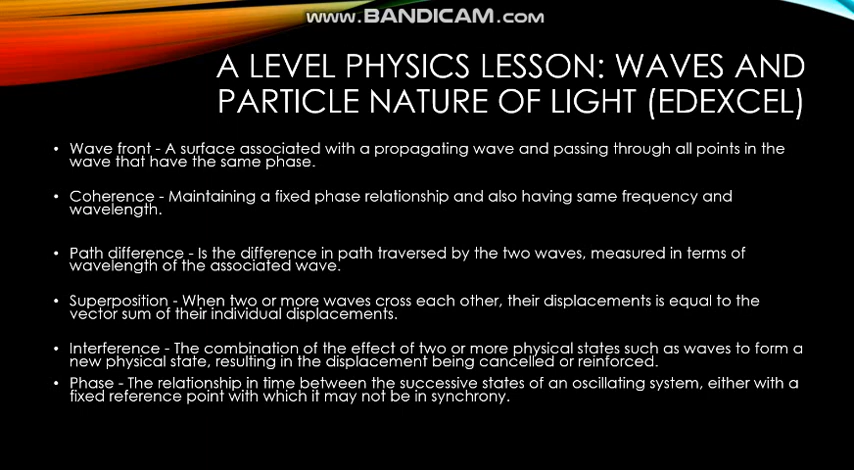 www.BANDICAM.com
A LEVEL PHYSICS LESSON: WAVES AND
PARTICLE NATURE OF LIGHT (EDEXCEL)
• Wave front - A surface associated with a propagating wave and passing through all points in the
wave that have the same phase.
• Coherence - Maintaining a fixed phase relationship and also having same frequency and
wavelength.
• Path difference - Is the difference in path traversed by the two waves, measured in terms of
wavelength of the associated wave.
• Superposition - When two or more waves cross each other, their displacements is equal to the
vector sum of their individual displacements.
• Interference - The combination of the effect of two or more physical states such as waves to form a
new physical state, resulting in the displacement being cancelled or reinforced.
• Phase - The relationship in time between the successive states of an oscillating system, either with a
fixed reference point with which it may not be in synchrony.